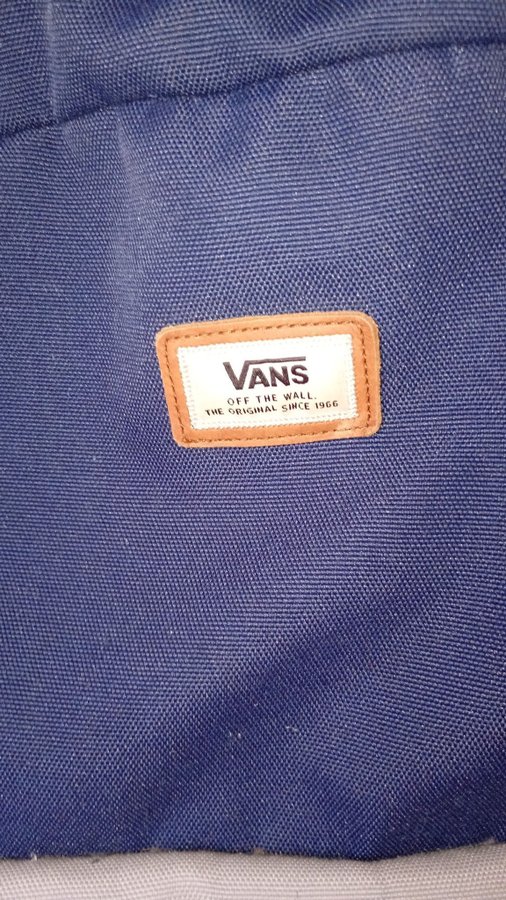 VANS
OFF THE WALL.
THE ORIGINAL SINCE 1966